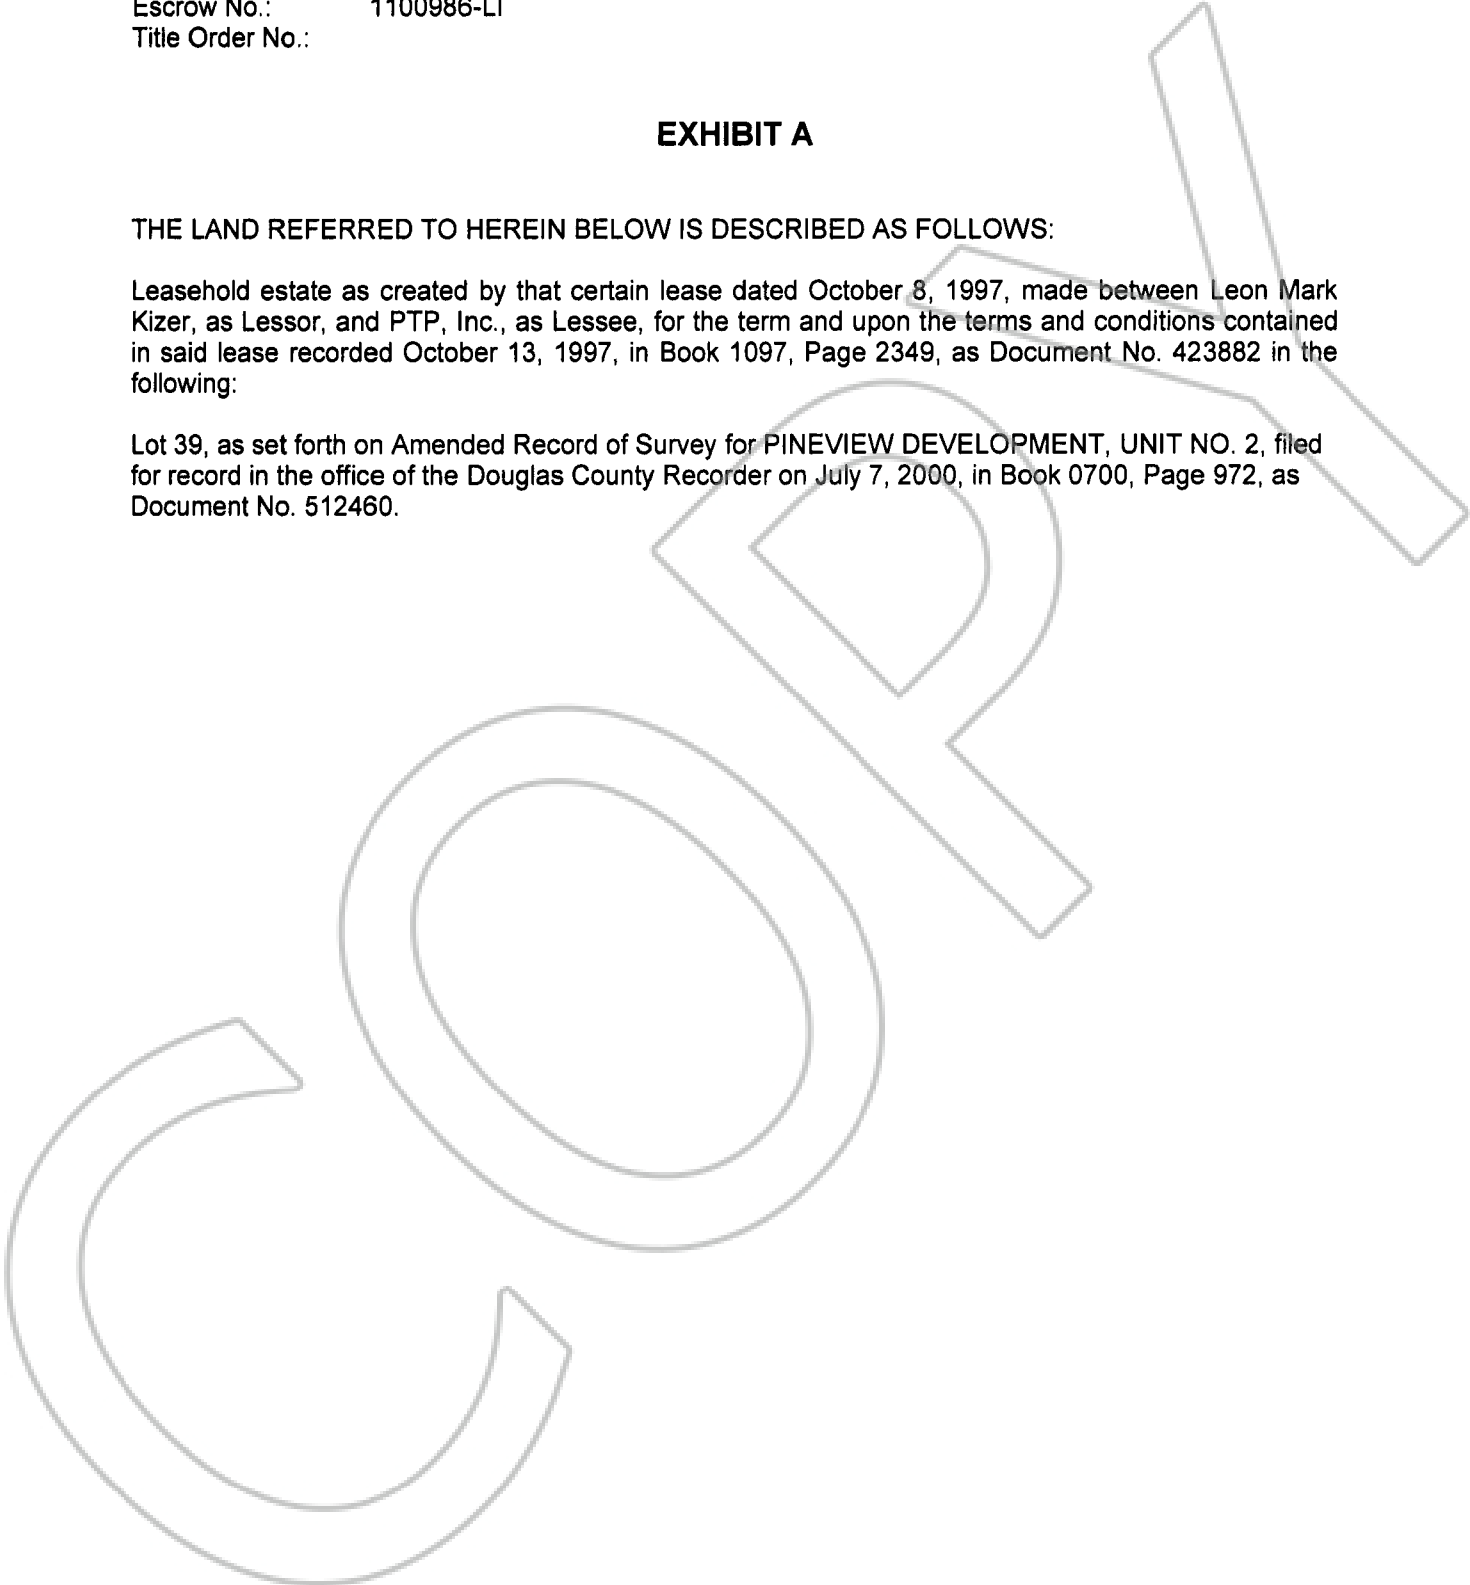 Escrow No.: 1100986-LI
Title Order No.:
EXHIBIT A
THE LAND REFERRED TO HEREIN BELOW IS DESCRIBED AS FOLLOWS:
Leasehold estate as created by that certain lease dated October 8, 1997, made between Leon Mark
Kizer, as Lessor, and PTP, Inc., as Lessee, for the term and upon the terms and conditions contained
in said lease recorded October 13, 1997, in Book 1097, Page 2349, as Document No. 423882 in the
following:
Lot 39, as set forth on Amended Record of Survey for PINEVIEW DEVELOPMENT, UNIT NO. 2, filed
for record in the office of the Douglas County Recorder on July 7, 2000, in Book 0700, Page 972, as
Document No. 512460.
COPY